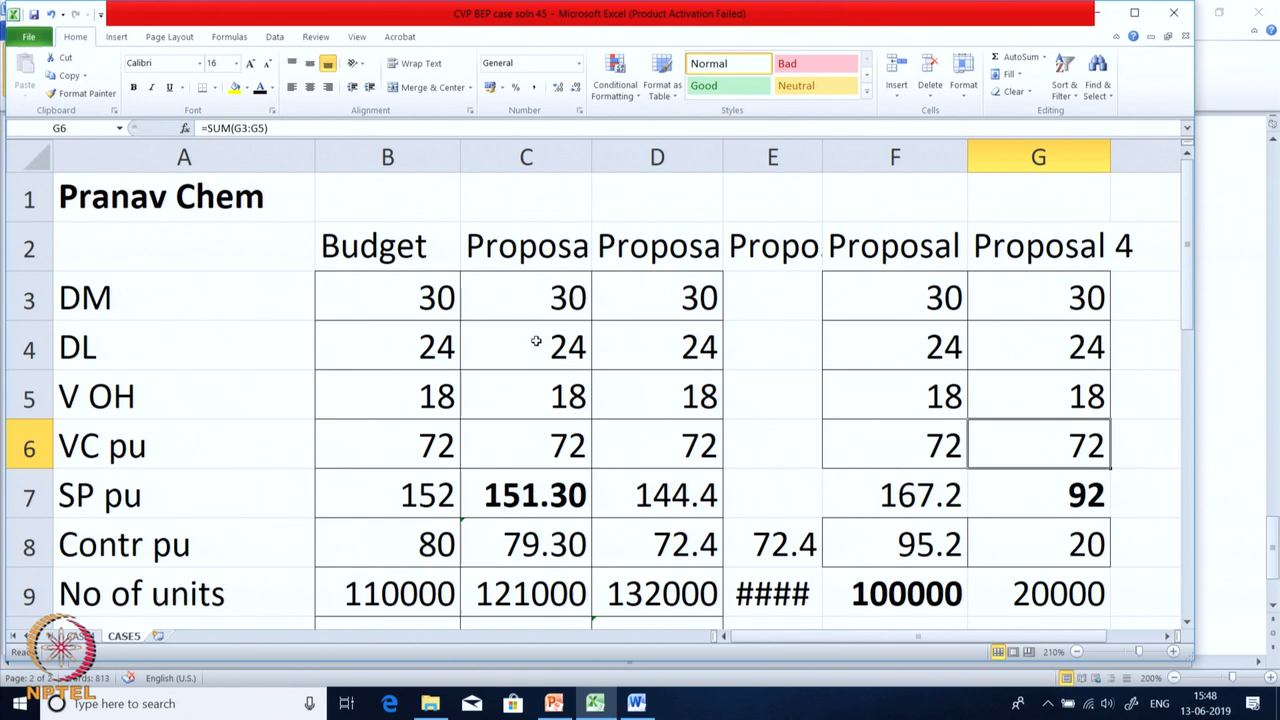 CVP BEP case soln 45 - Microsoft Excel (Product Activation Failed)
File Home Insert Page Layout Formulas Data Review View Acrobat
Cut
Copy
Format Painter
Paste
Clipboard
Calibri 16
Font
Wrap Text
Merge & Center
Alignment
General
Number
Conditional Formatting
Format as Table
Normal Bad
Good Neutral
Styles
Insert Delete Format
Cells
AutoSum
Fill
Clear
Sort & Filter
Find & Select
Editing
G6 fx =SUM(G3:G5)
A B C D E F G
1 Pranav Chem
2 Budget Proposa Proposa Propo Proposal Proposal 4
3 DM 30 30 30 30 30
4 DL 24 24 24 24 24
5 V OH 18 18 18 18 18
6 VC pu 72 72 72 72 72
7 SP pu 152 151.30 144.4 167.2 92
8 Contr pu 80 79.30 72.4 72.4 95.2 20
9 No of units 110000 121000 132000 #### 100000 20000
CASE5
210%
English (U.S.) 200%
NPTEL
Type here to search
ENG
15:48
13-06-2019